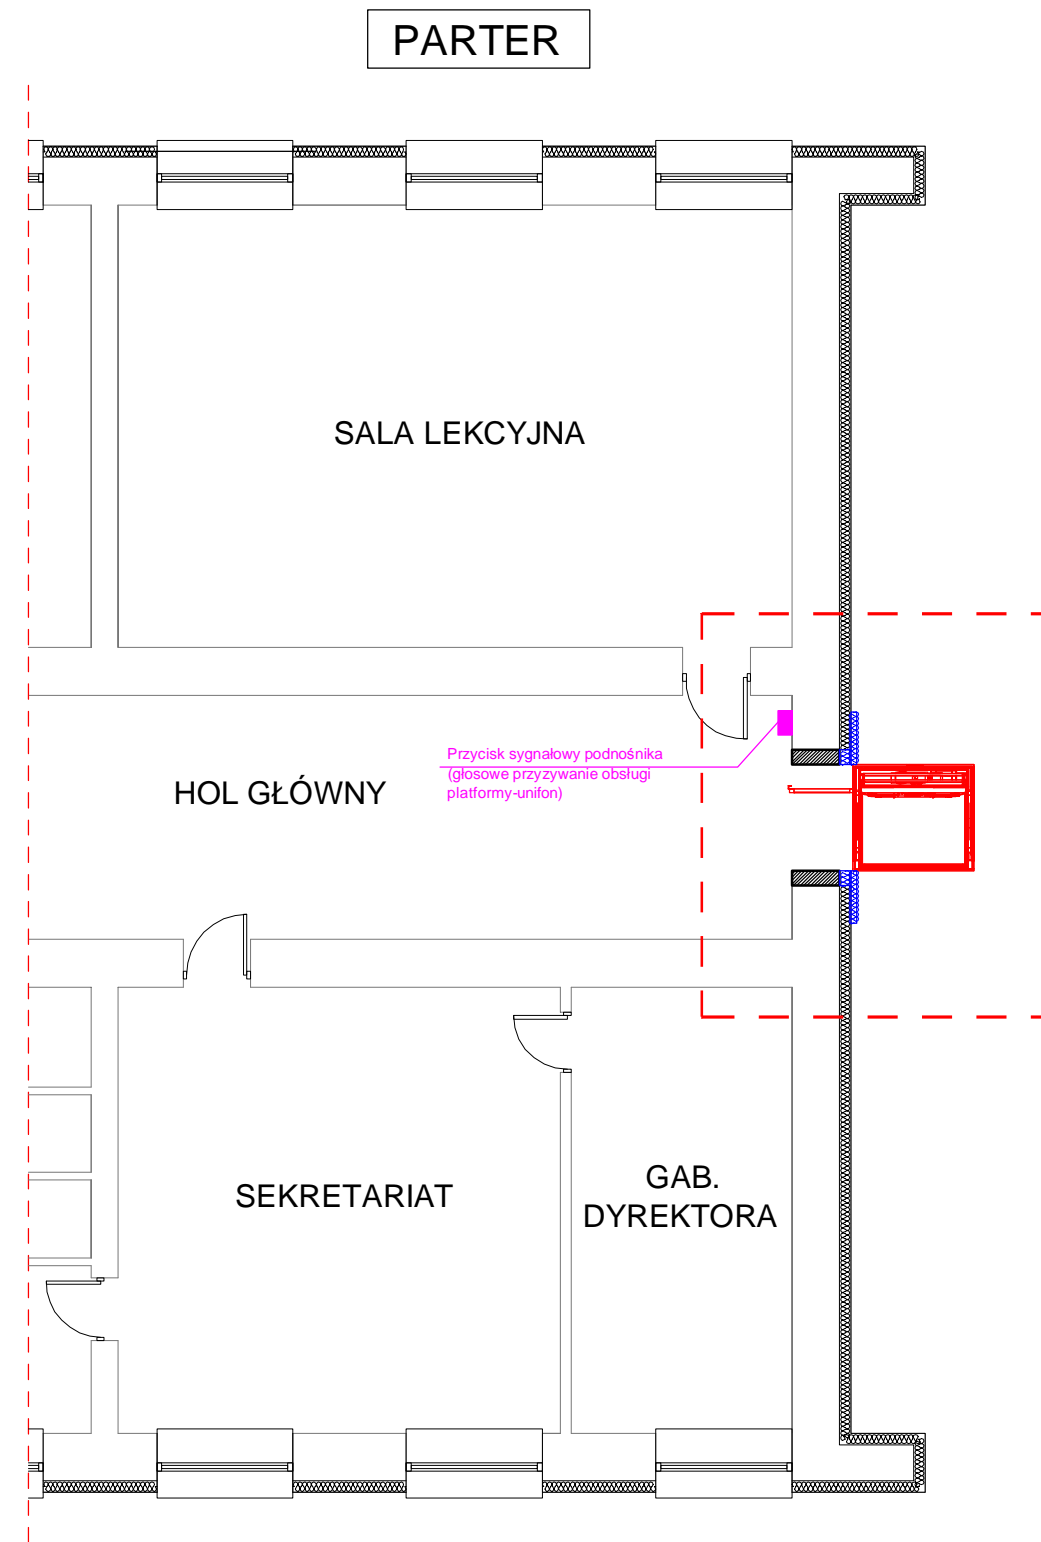 PARTER
SALA LEKCYJNA
Przycisk sygnałowy podnośnika
(głosowe przyzywanie obsługi
platformy-unifon)
HOL GŁÓWNY
SEKRETARIAT
GAB.
DYREKTORA